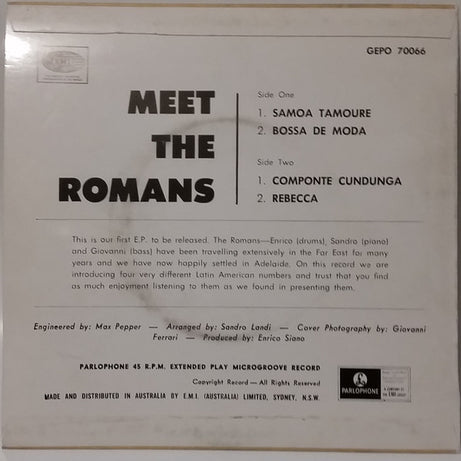 GEPO 70066
MEET
THE
ROMANS
Side One
1. SAMOA TAMOURE
2. BOSSA DE MODA
Side Two
1. COMPONTE CUNDUNGA
2. REBECCA
This is our first E.P. to be released. The Romans—Enrico (drums), Sandro (piano)
and Giovanni (bass) have been travelling extensively in the Far East for many
years and we have now happily settled in Adelaide. On this record we are
introducing four very different Latin American numbers and trust that you find
as much enjoyment listening to them as we found in presenting them.
Engineered by: Max Pepper — Arranged by: Sandro Landi — Cover Photography by: Giovanni
Ferrari — Produced by: Enrico Siano
PARLOPHONE 45 R.P.M. EXTENDED PLAY MICROGROOVE RECORD
Copyright Record — All Rights Reserved
MADE AND DISTRIBUTED IN AUSTRALIA BY E.M.I. (AUSTRALIA) LIMITED, SYDNEY, N.S.W.
PARLOPHONE